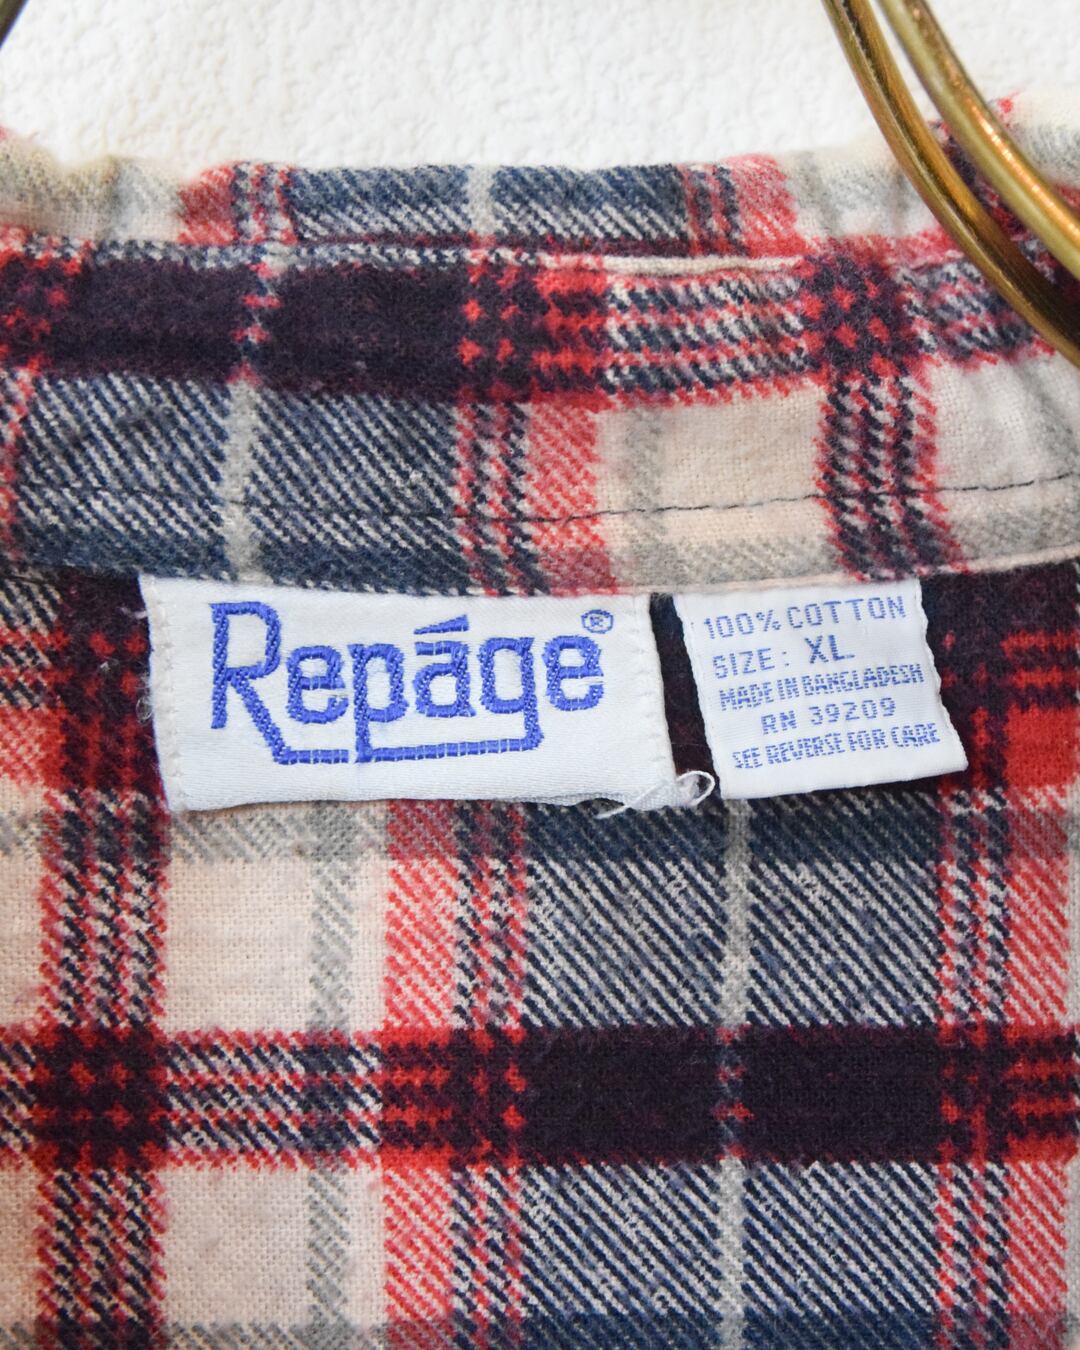 Repáge®
100% COTTON
SIZE: XL
MADE IN BANGLADESH
RN 39209
SEE REVERSE FOR CARE